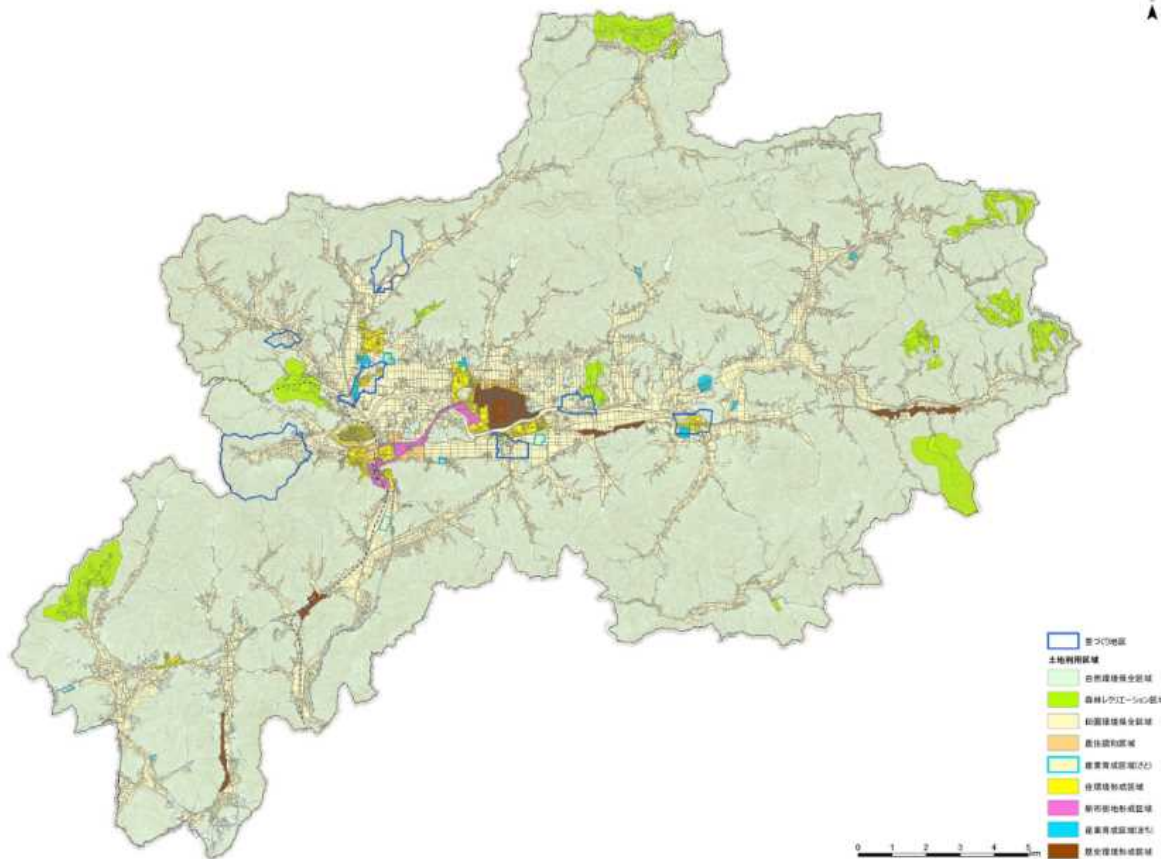 里づくり地区
土地利用区域
自然環境保全区域
森林レクリエーション区域
田園環境保全区域
農住調和区域
産業育成区域(さと)
住環境形成区域
新市街地形成区域
産業育成区域(まち)
歴史環境形成区域
0 1 2 3 4 5